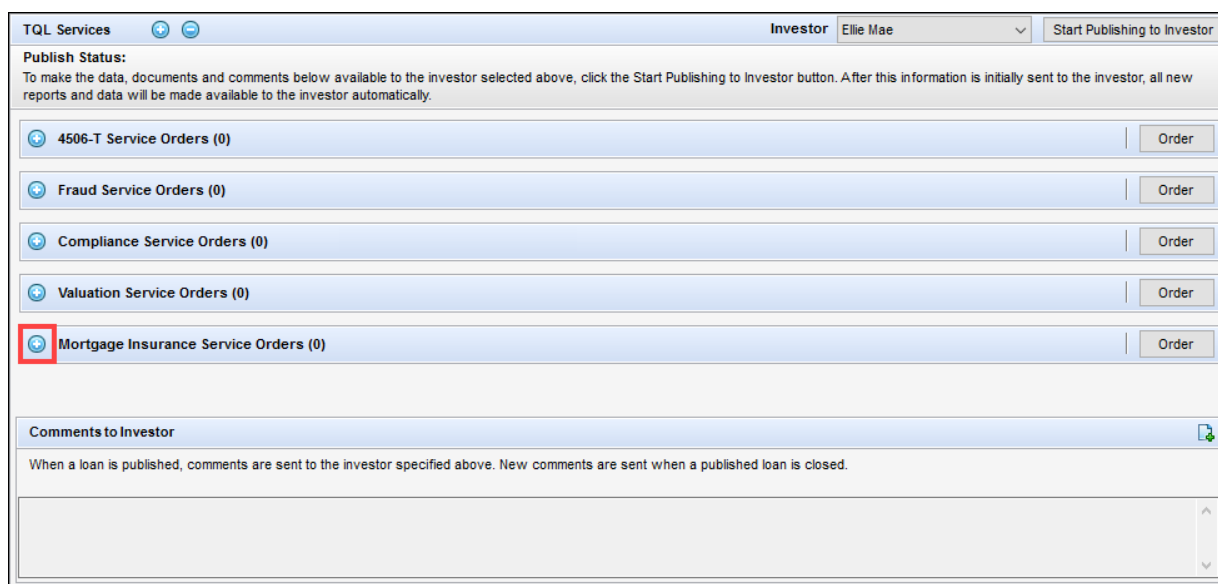 TQL Services Investor Ellie Mae Start Publishing to Investor
Publish Status:
To make the data, documents and comments below available to the investor selected above, click the Start Publishing to Investor button. After this information is initially sent to the investor, all new
reports and data will be made available to the investor automatically.
4506-T Service Orders (0) Order
Fraud Service Orders (0) Order
Compliance Service Orders (0) Order
Valuation Service Orders (0) Order
Mortgage Insurance Service Orders (0) Order
Comments to Investor
When a loan is published, comments are sent to the investor specified above. New comments are sent when a published loan is closed.